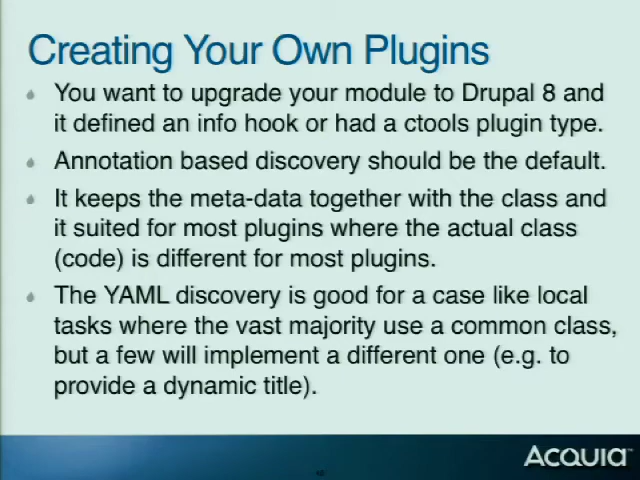 Creating Your Own Plugins
You want to upgrade your module to Drupal 8 and
it defined an info hook or had a ctools plugin type.
Annotation based discovery should be the default.
It keeps the meta-data together with the class and
it suited for most plugins where the actual class
(code) is different for most plugins.
The YAML discovery is good for a case like local
tasks where the vast majority use a common class,
but a few will implement a different one (e.g. to
provide a dynamic title).
ACQUIA